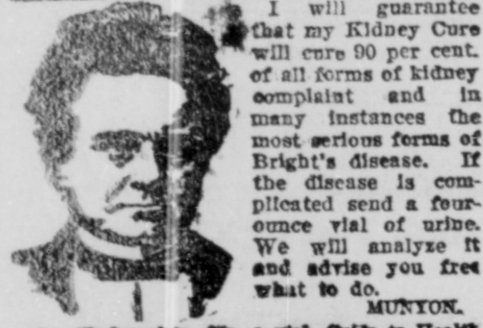 I will guarantee
that my Kidney Cure
will cure 90 per cent.
of all forms of kidney
complaint and in
many instances the
most serious forms of
Bright's disease. If
the disease is com-
plicated send a four-
ounce vial of urine.
We will analyze it
and advise you free
what to do.
MUNYON.